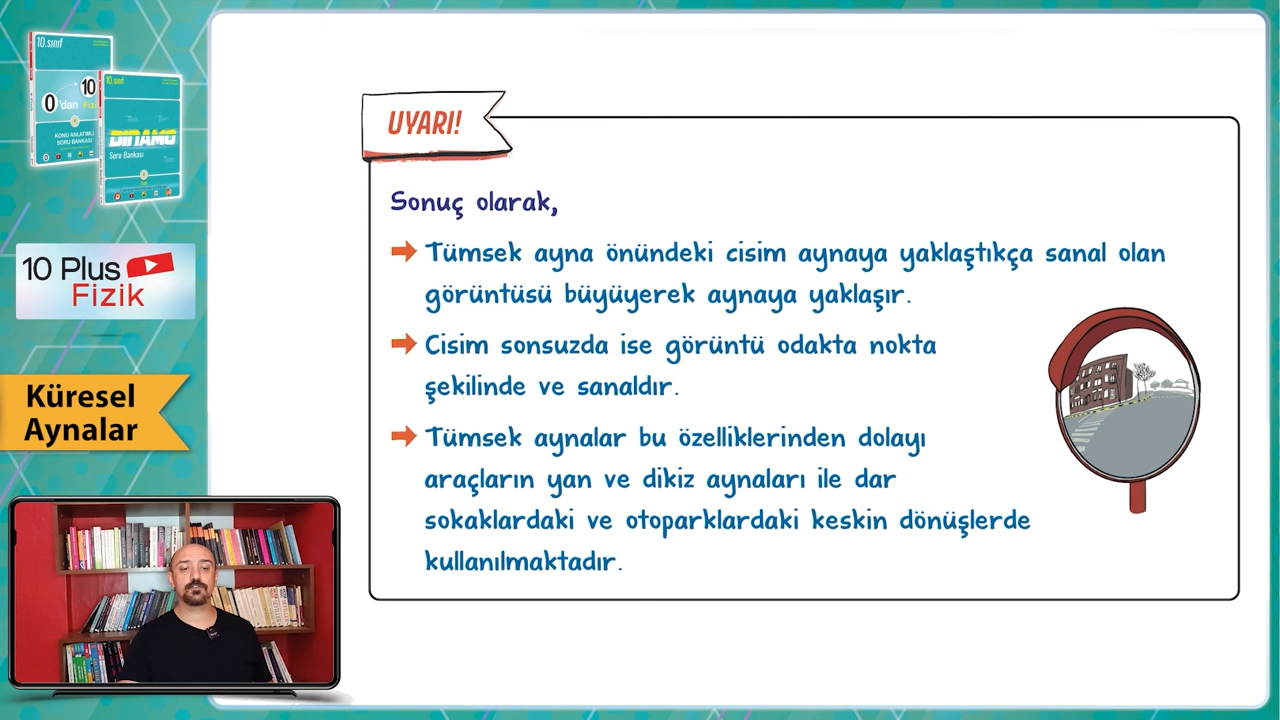 10.sınıf
0'dan 10
Fizi
KONU ANLATIMLI
SORU BANKASI
10.sınıf
DINAMO
Soru Bankası
10 Plus
Fizik
Küresel
Aynalar
UYARI!
Sonuç olarak,
Tümsek ayna önündeki cisim aynaya yaklaştıkça sanal olan
görüntüsü büyüyerek aynaya yaklaşır.
Cisim sonsuzda ise görüntü odakta nokta
şekilinde ve sanaldır.
Tümsek aynalar bu özelliklerinden dolayı
araçların yan ve dikiz aynaları ile dar
sokaklardaki ve otoparklardaki keskin dönüşlerde
kullanılmaktadır.